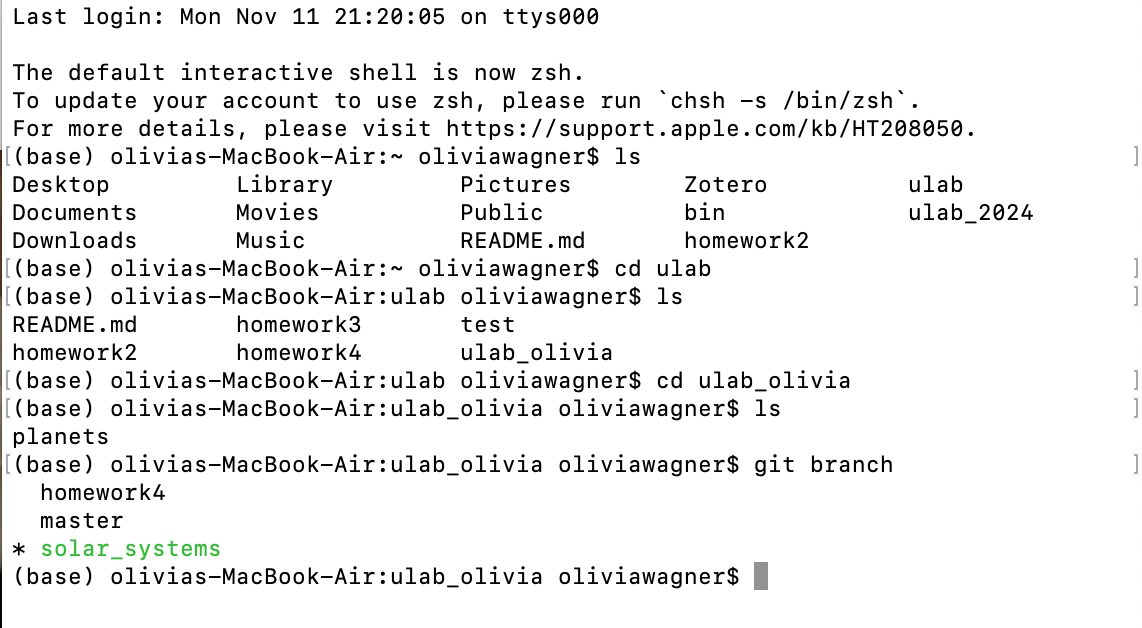 Last login: Mon Nov 11 21:20:05 on ttys000

The default interactive shell is now zsh.
To update your account to use zsh, please run `chsh -s /bin/zsh`.
For more details, please visit https://support.apple.com/kb/HT208050.
[(base) olivias-MacBook-Air:~ oliviawagner$ ls ]
Desktop Library Pictures Zotero ulab
Documents Movies Public bin ulab_2024
Downloads Music README.md homework2
[(base) olivias-MacBook-Air:~ oliviawagner$ cd ulab ]
[(base) olivias-MacBook-Air:ulab oliviawagner$ ls ]
README.md homework3 test
homework2 homework4 ulab_olivia
[(base) olivias-MacBook-Air:ulab oliviawagner$ cd ulab_olivia ]
[(base) olivias-MacBook-Air:ulab_olivia oliviawagner$ ls ]
planets
[(base) olivias-MacBook-Air:ulab_olivia oliviawagner$ git branch ]
  homework4
  master
* solar_systems
(base) olivias-MacBook-Air:ulab_olivia oliviawagner$